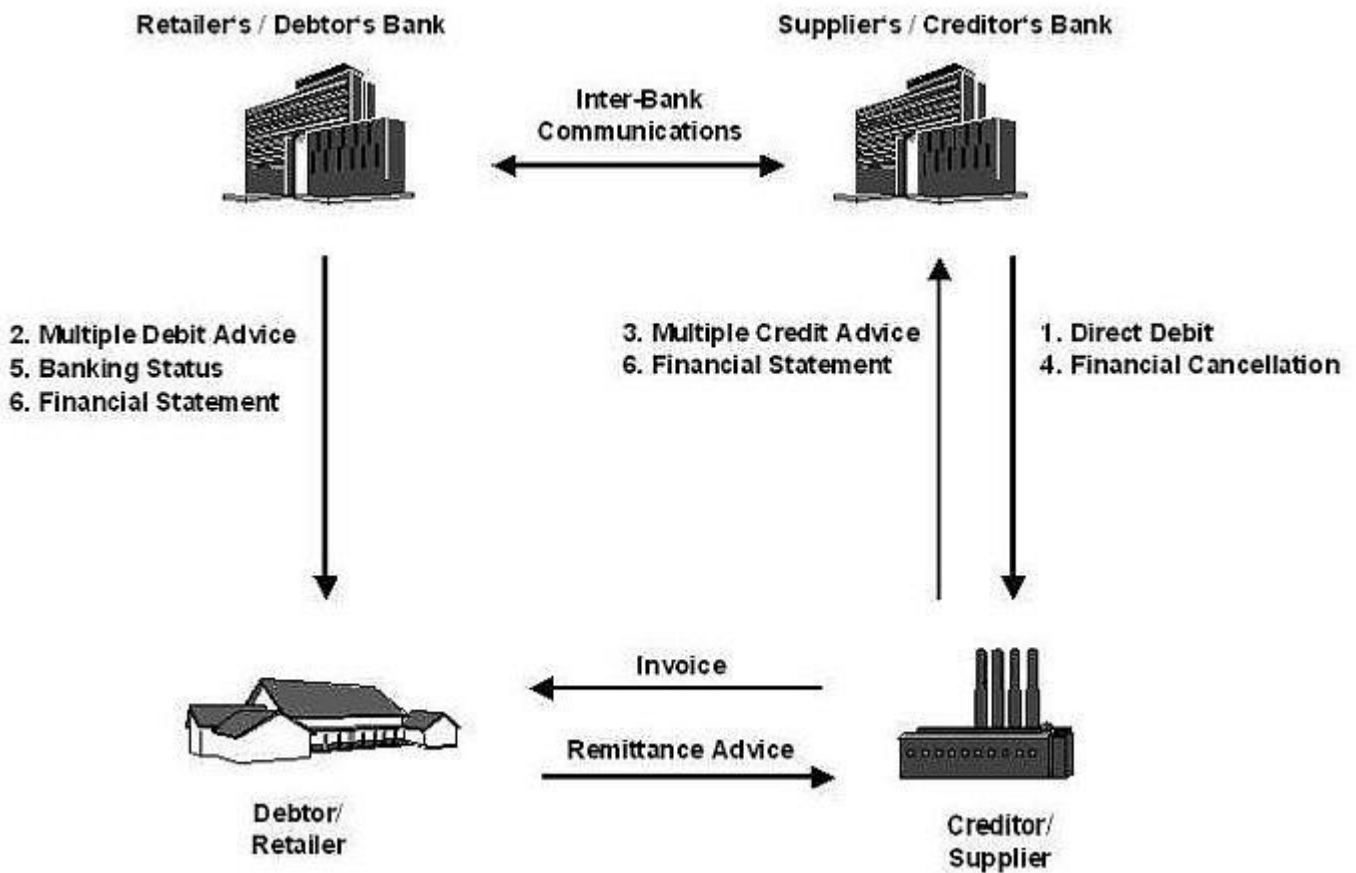 Retailer's / Debtor's Bank
Supplier's / Creditor's Bank
Inter-Bank
Communications
2. Multiple Debit Advice
5. Banking Status
6. Financial Statement
3. Multiple Credit Advice
6. Financial Statement
1. Direct Debit
4. Financial Cancellation
Invoice
Remittance Advice
Debtor/
Retailer
Creditor/
Supplier